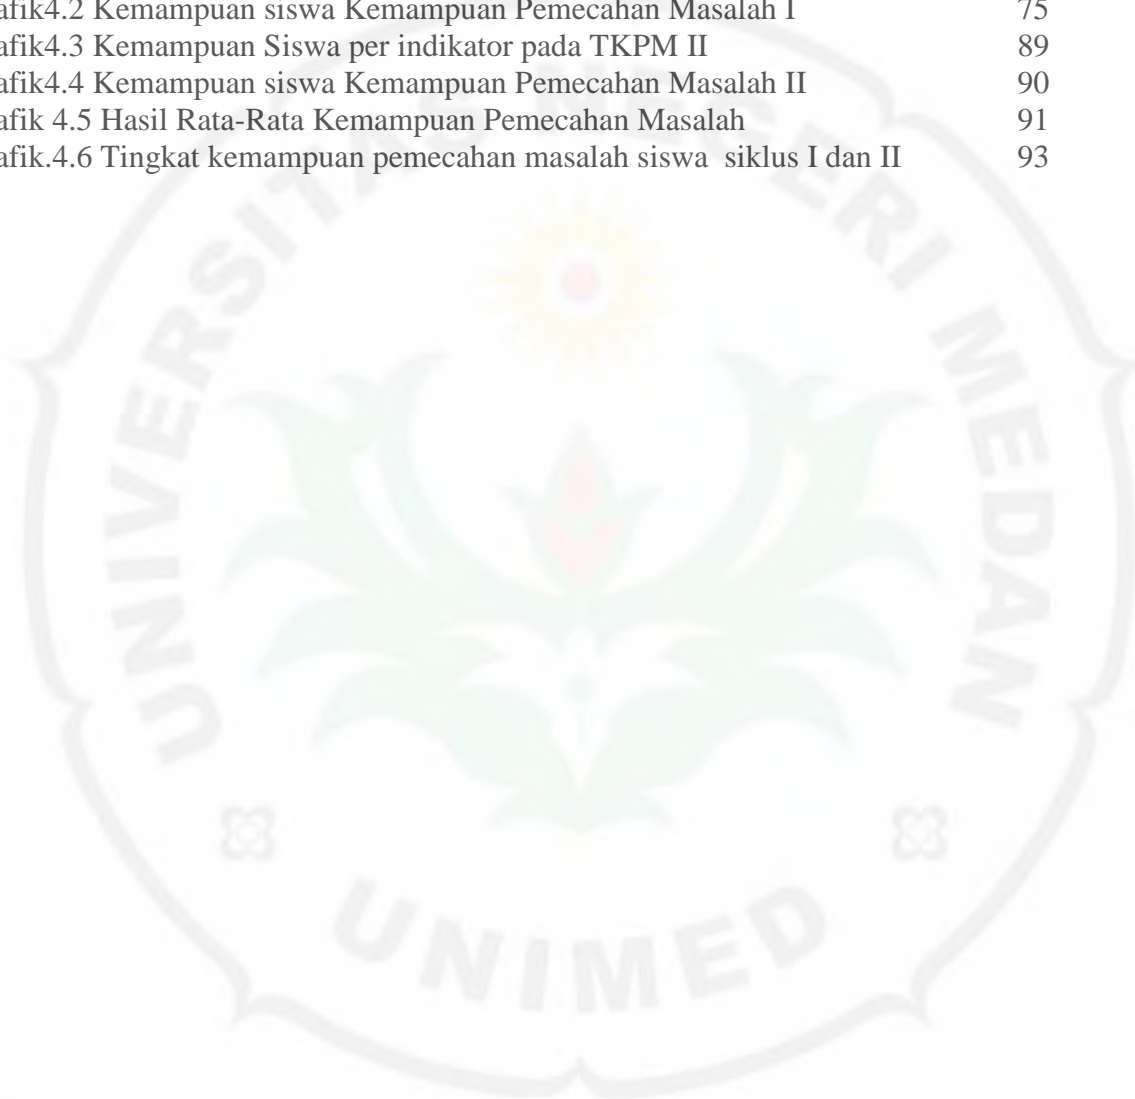 afik4.2 Kemampuan siswa Kemampuan Pemecahan Masalah I 75
afik4.3 Kemampuan Siswa per indikator pada TKPM II 89
afik4.4 Kemampuan siswa Kemampuan Pemecahan Masalah II 90
afik 4.5 Hasil Rata-Rata Kemampuan Pemecahan Masalah 91
afik.4.6 Tingkat kemampuan pemecahan masalah siswa siklus I dan II 93
UNIVERSITAS NEGERI MEDAN
UNIMED